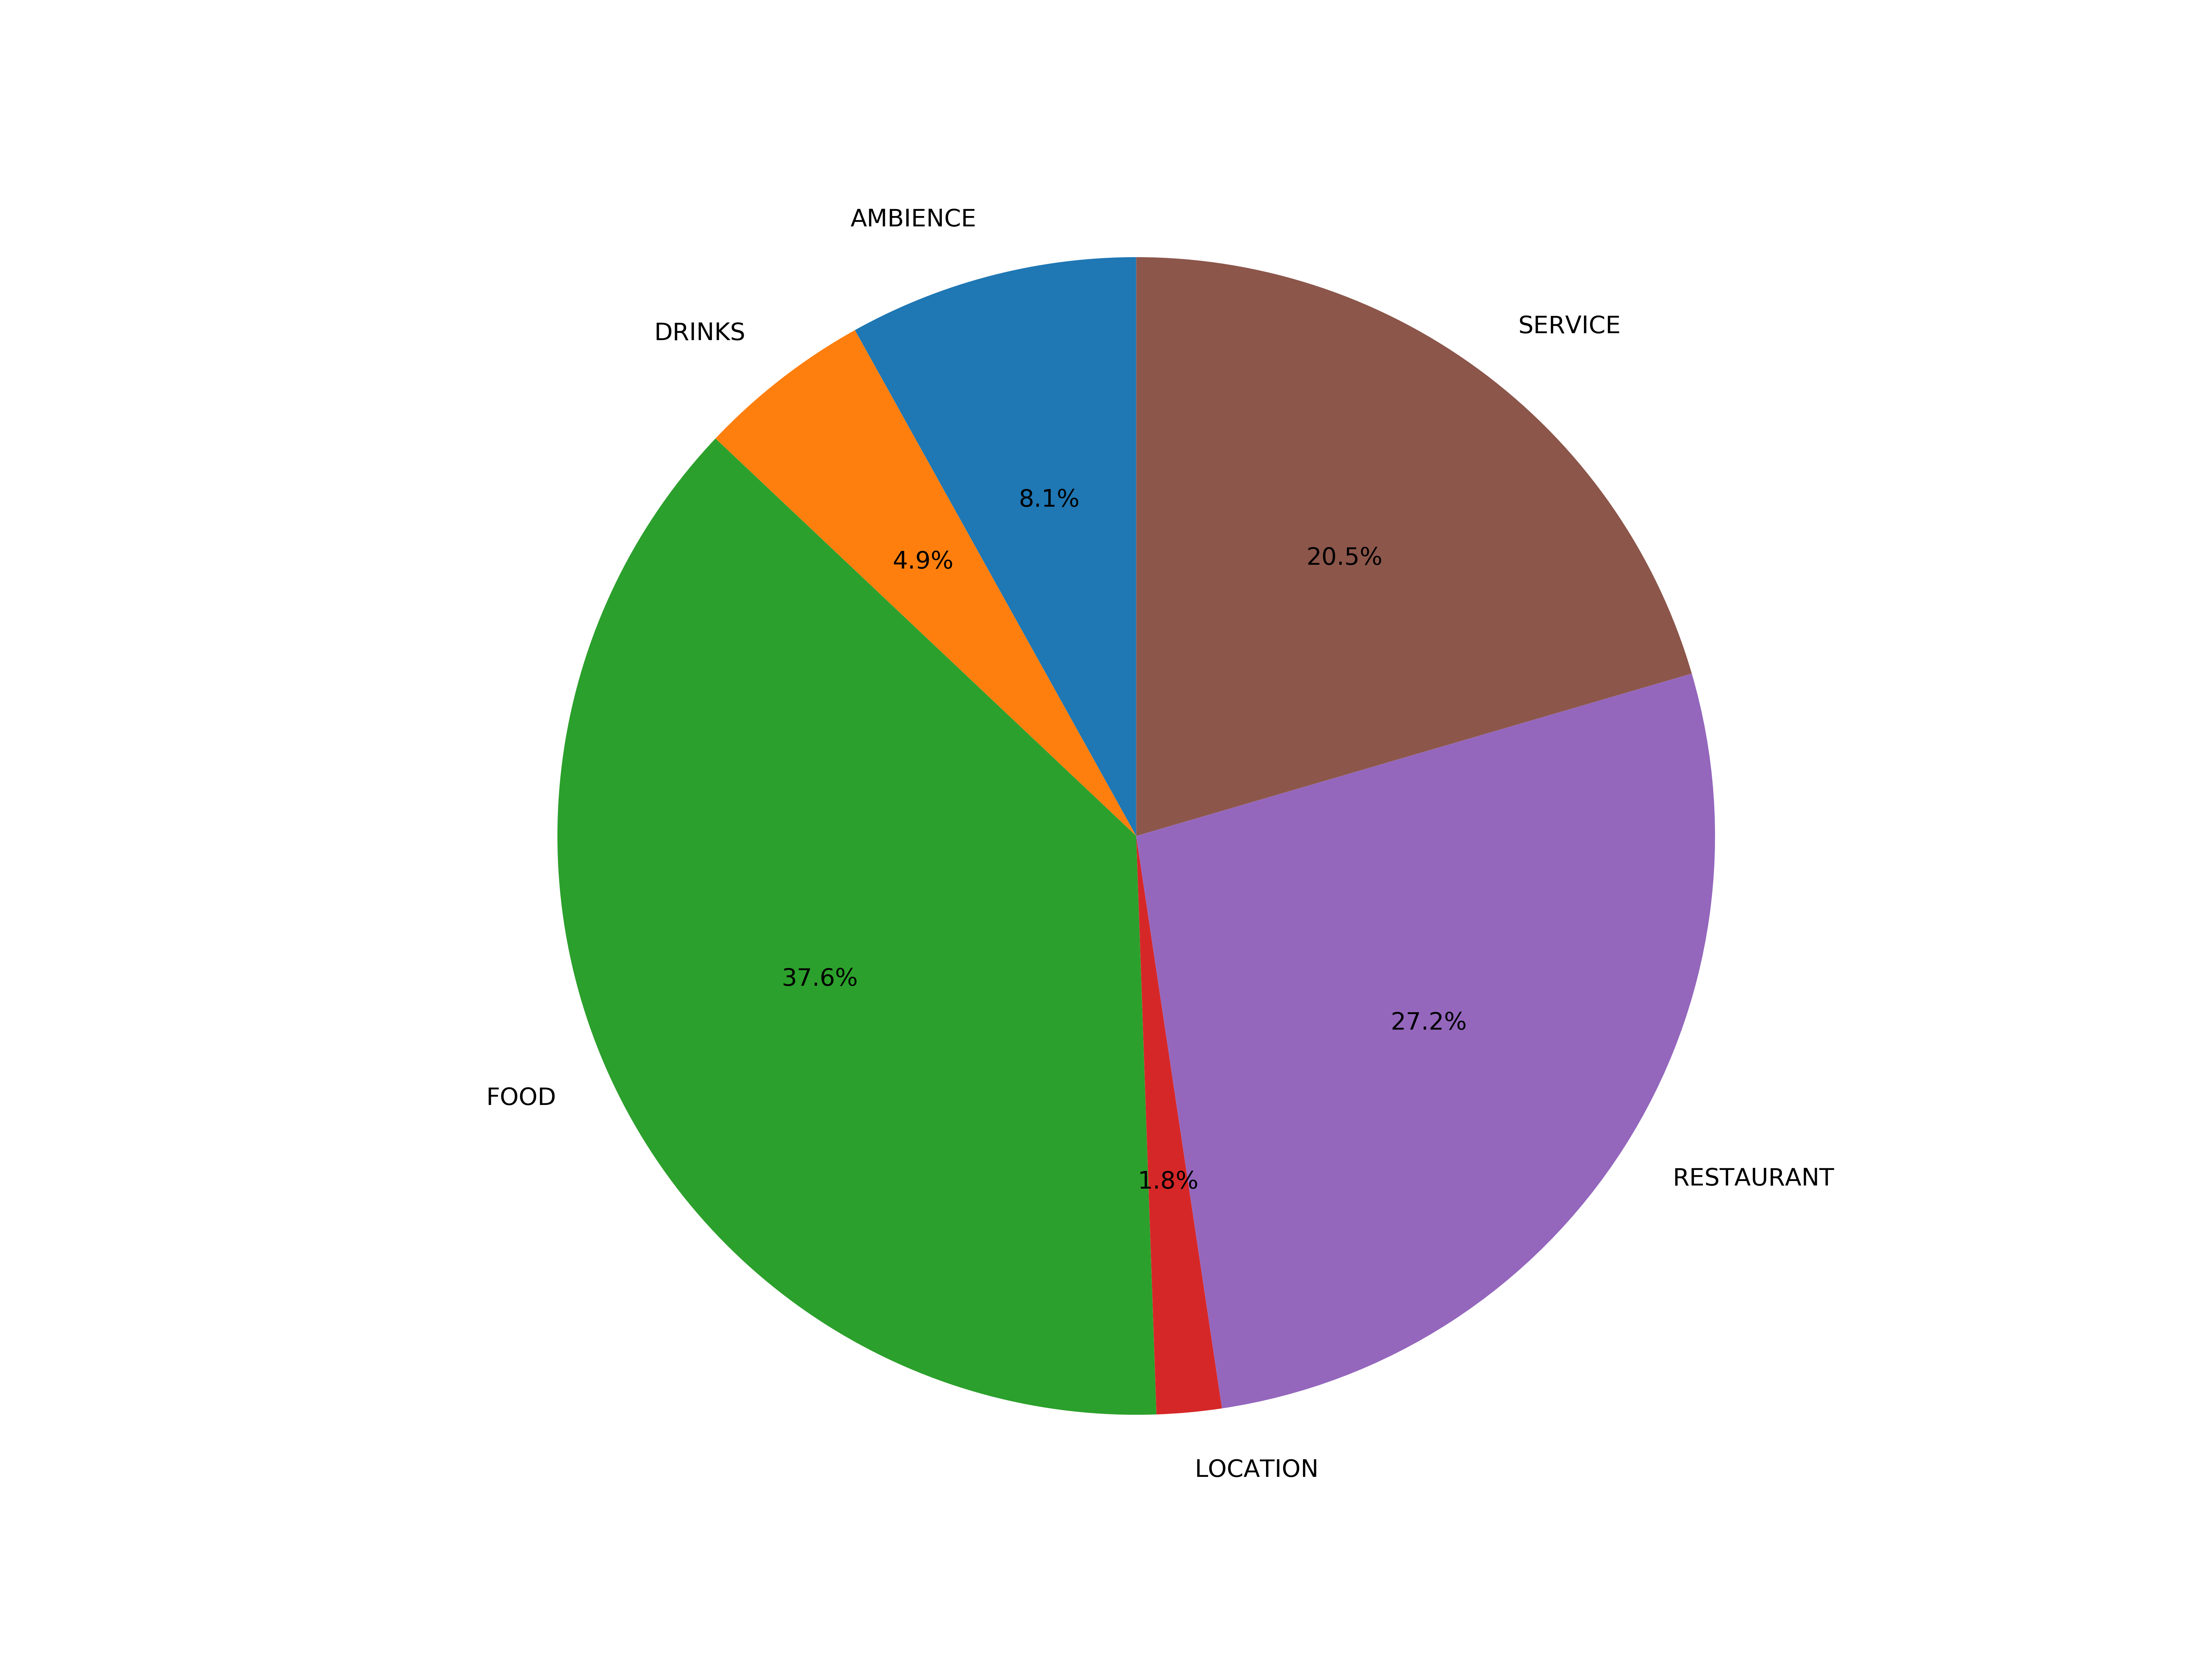 AMBIENCE
SERVICE
DRINKS
8.1%
20.5%
4.9%
37.6%
27.2%
FOOD
RESTAURANT
1.8%
LOCATION